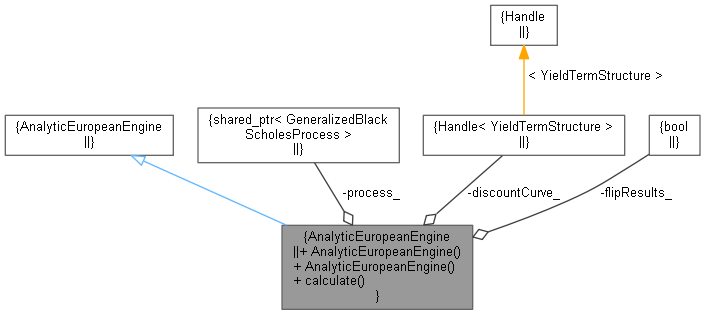 {Handle
||}
< YieldTermStructure >
{AnalyticEuropeanEngine
||}
{shared_ptr< GeneralizedBlack
ScholesProcess >
||}
{Handle< YieldTermStructure >
||}
{bool
||}
-process_
-discountCurve_
-flipResults_
{AnalyticEuropeanEngine
||+ AnalyticEuropeanEngine()
+ AnalyticEuropeanEngine()
+ calculate()
}